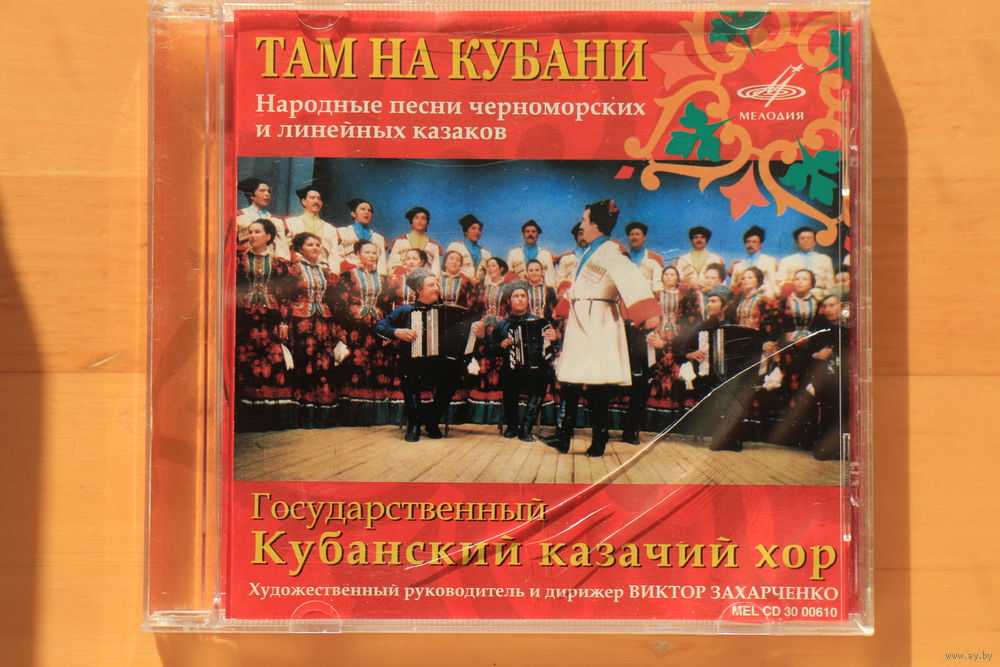 ТАМ НА КУБАНИ
Народные песни черноморских
и линейных казаков
МЕЛОДИЯ
Государственный
Кубанский казачий хор
Художественный руководитель и дирижер ВИКТОР ЗАХАРЧЕНКО
MEL CD 30 00610
www.ay.by